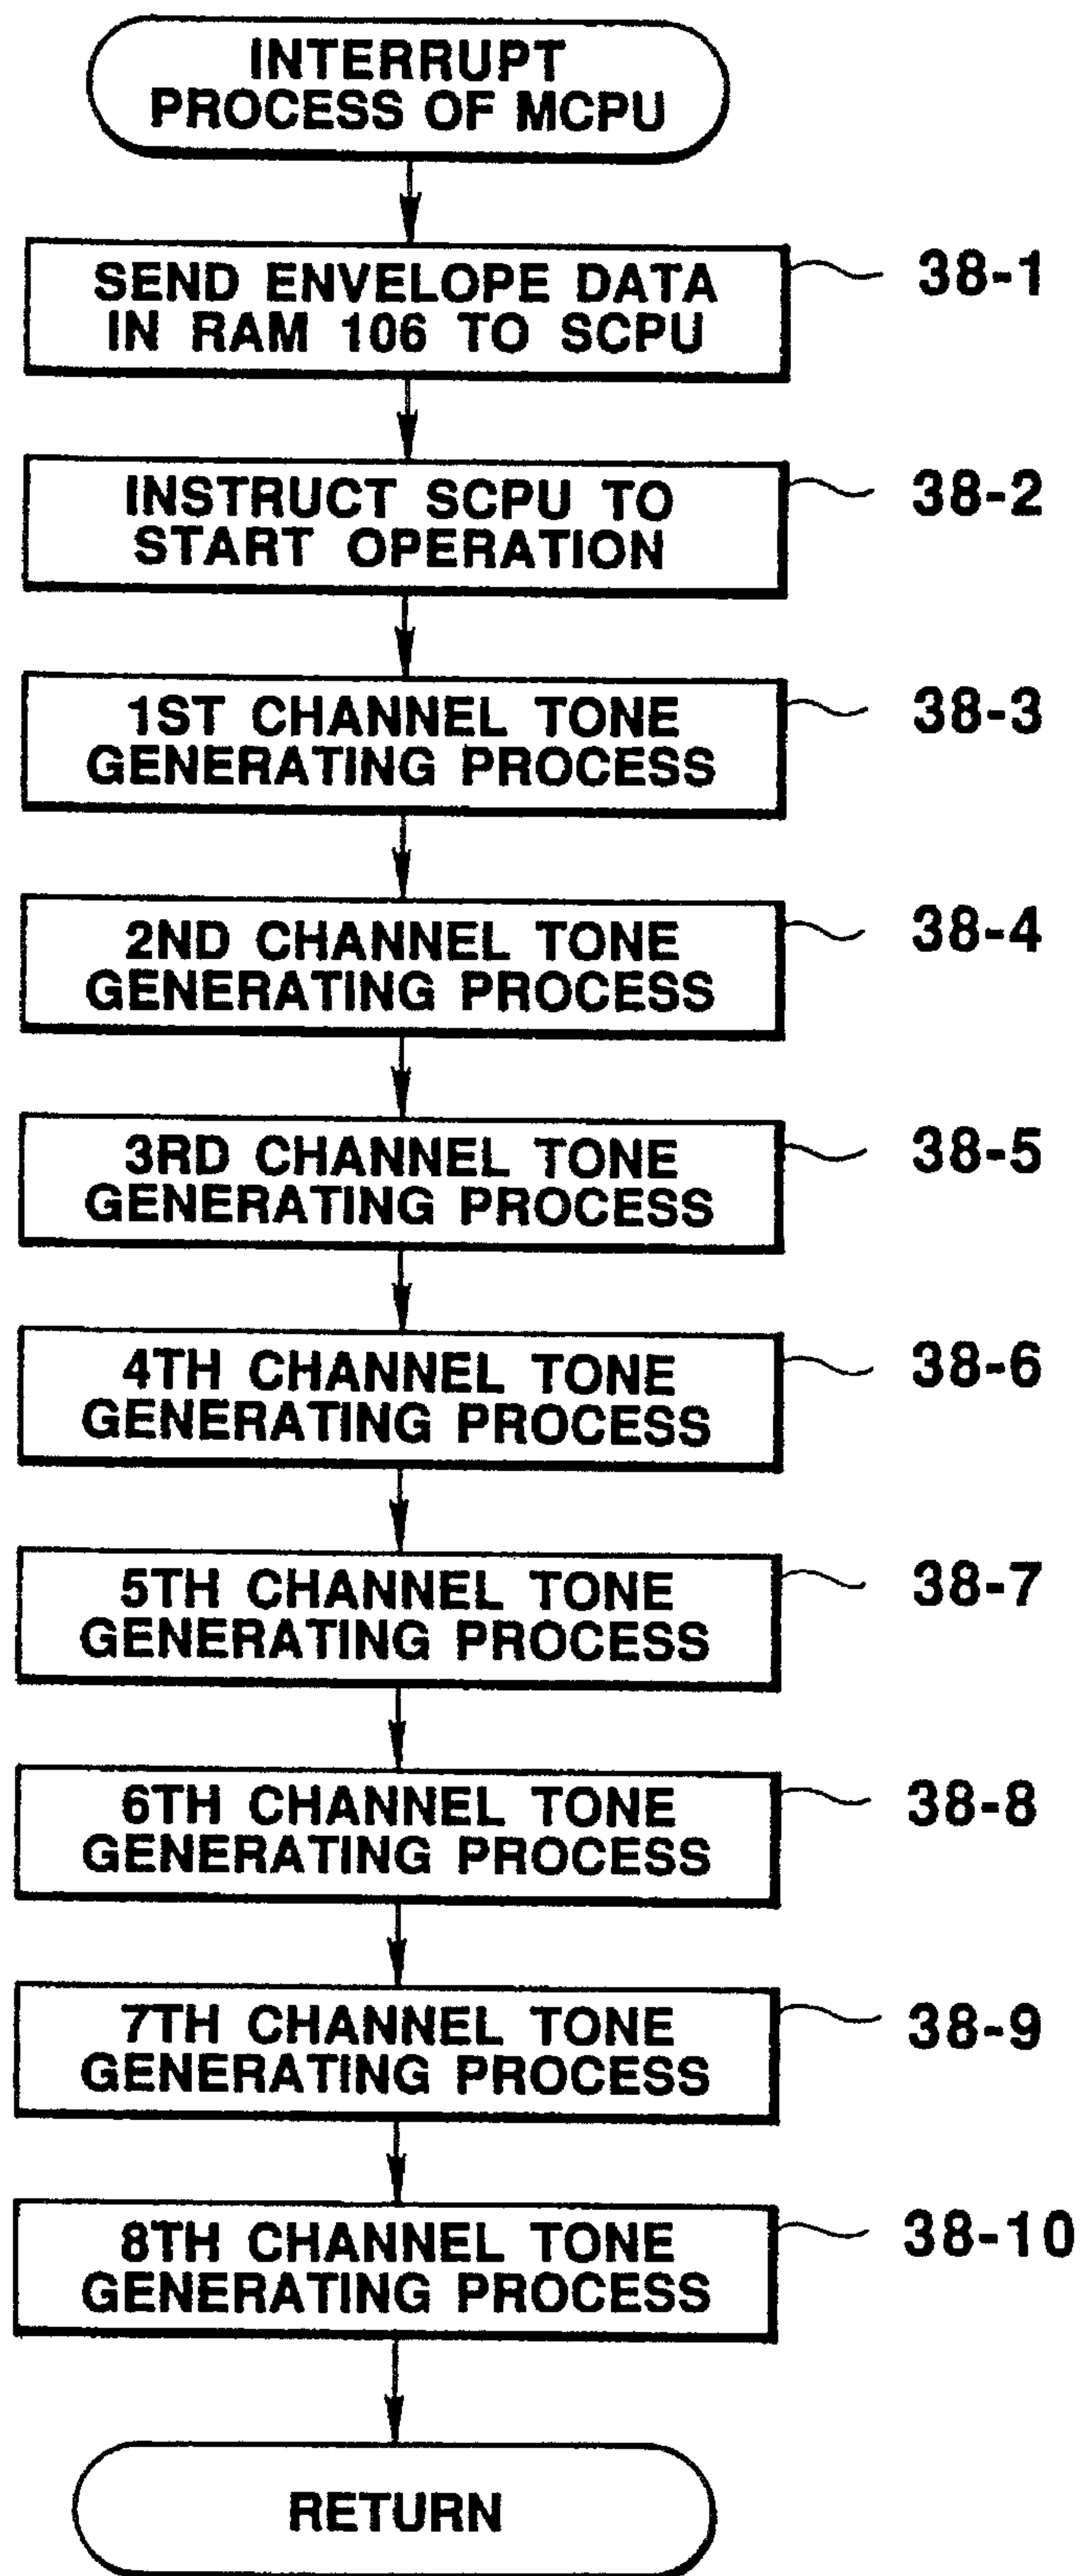 INTERRUPT
PROCESS OF MCPU
SEND ENVELOPE DATA
IN RAM 106 TO SCPU
38-1
INSTRUCT SCPU TO
START OPERATION
38-2
1ST CHANNEL TONE
GENERATING PROCESS
38-3
2ND CHANNEL TONE
GENERATING PROCESS
38-4
3RD CHANNEL TONE
GENERATING PROCESS
38-5
4TH CHANNEL TONE
GENERATING PROCESS
38-6
5TH CHANNEL TONE
GENERATING PROCESS
38-7
6TH CHANNEL TONE
GENERATING PROCESS
38-8
7TH CHANNEL TONE
GENERATING PROCESS
38-9
8TH CHANNEL TONE
GENERATING PROCESS
38-10
RETURN